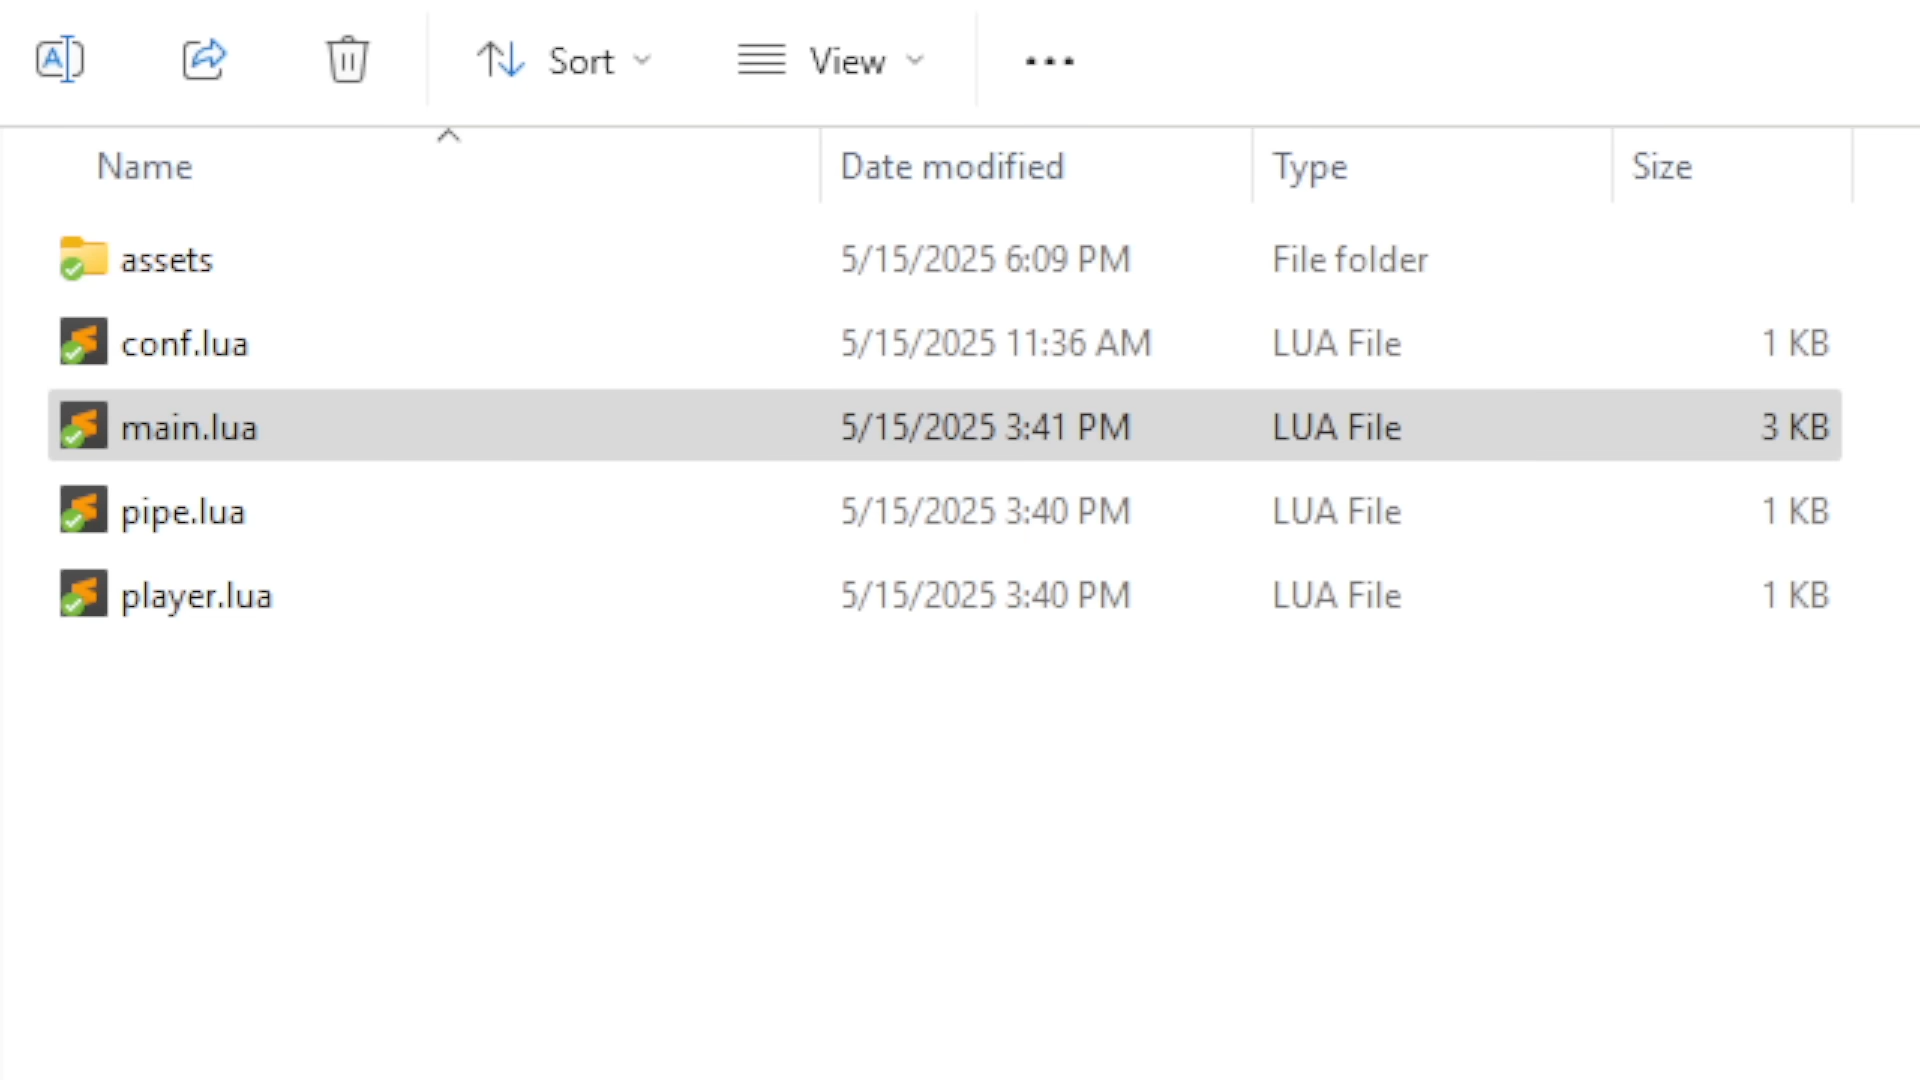 Sort View
Name Date modified Type Size
assets 5/15/2025 6:09 PM File folder
conf.lua 5/15/2025 11:36 AM LUA File 1 KB
main.lua 5/15/2025 3:41 PM LUA File 3 KB
pipe.lua 5/15/2025 3:40 PM LUA File 1 KB
player.lua 5/15/2025 3:40 PM LUA File 1 KB